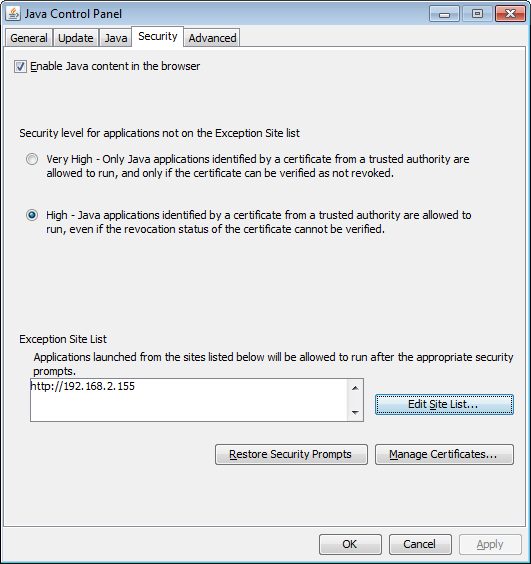 Java Control Panel
General Update Java Security Advanced
Enable Java content in the browser
Security level for applications not on the Exception Site list
Very High - Only Java applications identified by a certificate from a trusted authority are
allowed to run, and only if the certificate can be verified as not revoked.
High - Java applications identified by a certificate from a trusted authority are allowed to
run, even if the revocation status of the certificate cannot be verified.
Exception Site List
Applications launched from the sites listed below will be allowed to run after the appropriate security
prompts.
http://192.168.2.155
Edit Site List...
Restore Security Prompts Manage Certificates...
OK Cancel Apply